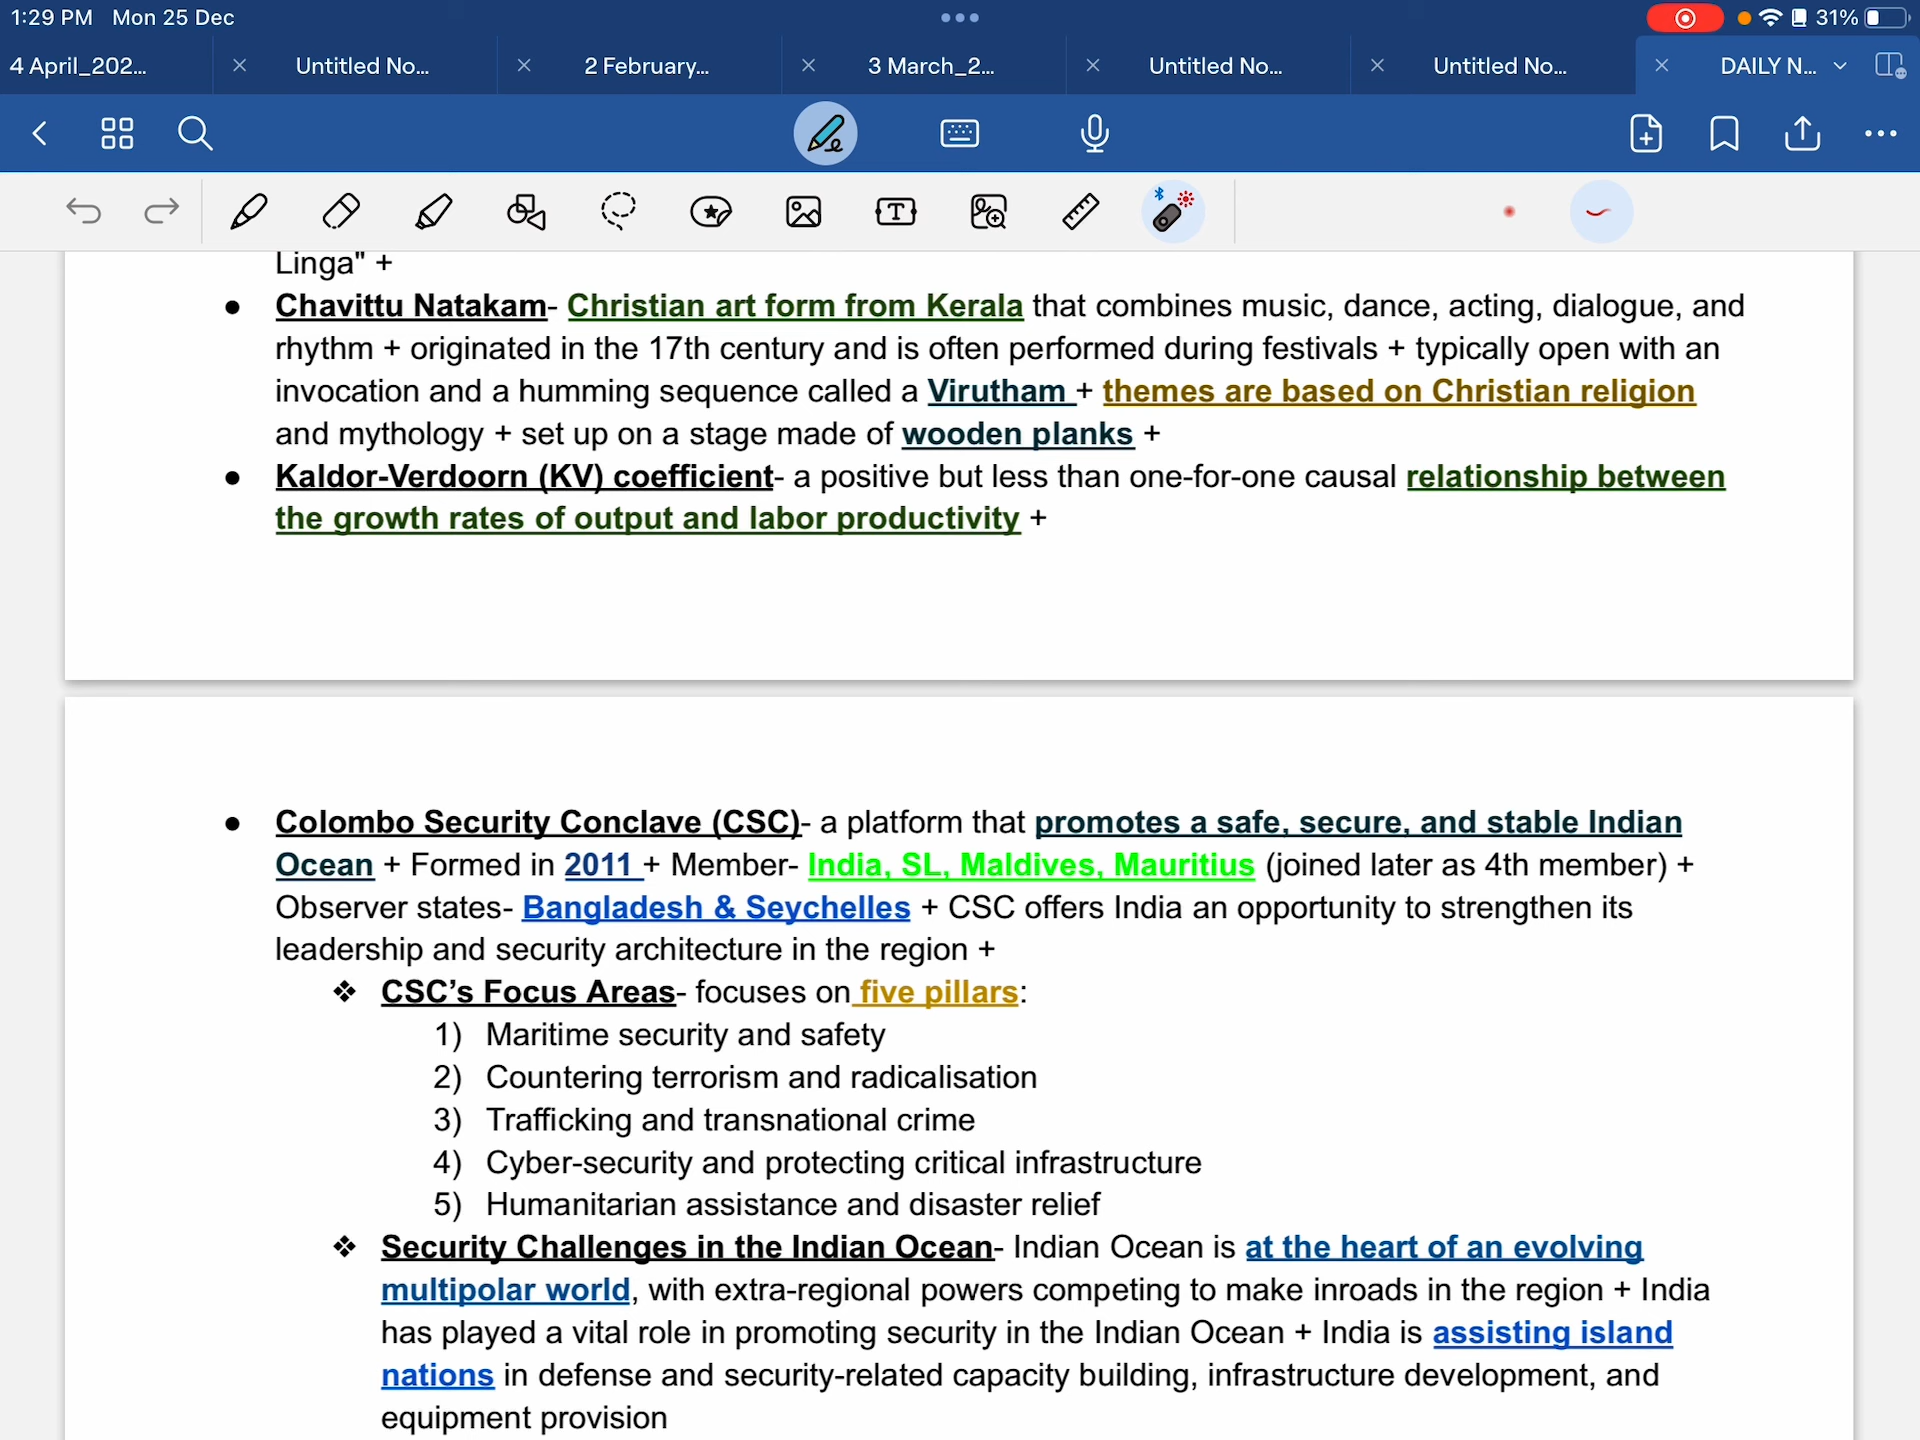 1:29 PM Mon 25 Dec
31%
4 April_202...
Untitled No...
2 February...
3 March_2...
Untitled No...
Untitled No...
DAILY N...
Linga" +
● Chavittu Natakam- Christian art form from Kerala that combines music, dance, acting, dialogue, and
rhythm + originated in the 17th century and is often performed during festivals + typically open with an
invocation and a humming sequence called a Virutham + themes are based on Christian religion
and mythology + set up on a stage made of wooden planks +
● Kaldor-Verdoorn (KV) coefficient- a positive but less than one-for-one causal relationship between
the growth rates of output and labor productivity +
● Colombo Security Conclave (CSC)- a platform that promotes a safe, secure, and stable Indian
Ocean + Formed in 2011 + Member- India, SL, Maldives, Mauritius (joined later as 4th member) +
Observer states- Bangladesh & Seychelles + CSC offers India an opportunity to strengthen its
leadership and security architecture in the region +
❖ CSC’s Focus Areas- focuses on five pillars:
1) Maritime security and safety
2) Countering terrorism and radicalisation
3) Trafficking and transnational crime
4) Cyber-security and protecting critical infrastructure
5) Humanitarian assistance and disaster relief
❖ Security Challenges in the Indian Ocean- Indian Ocean is at the heart of an evolving
multipolar world, with extra-regional powers competing to make inroads in the region + India
has played a vital role in promoting security in the Indian Ocean + India is assisting island
nations in defense and security-related capacity building, infrastructure development, and
equipment provision